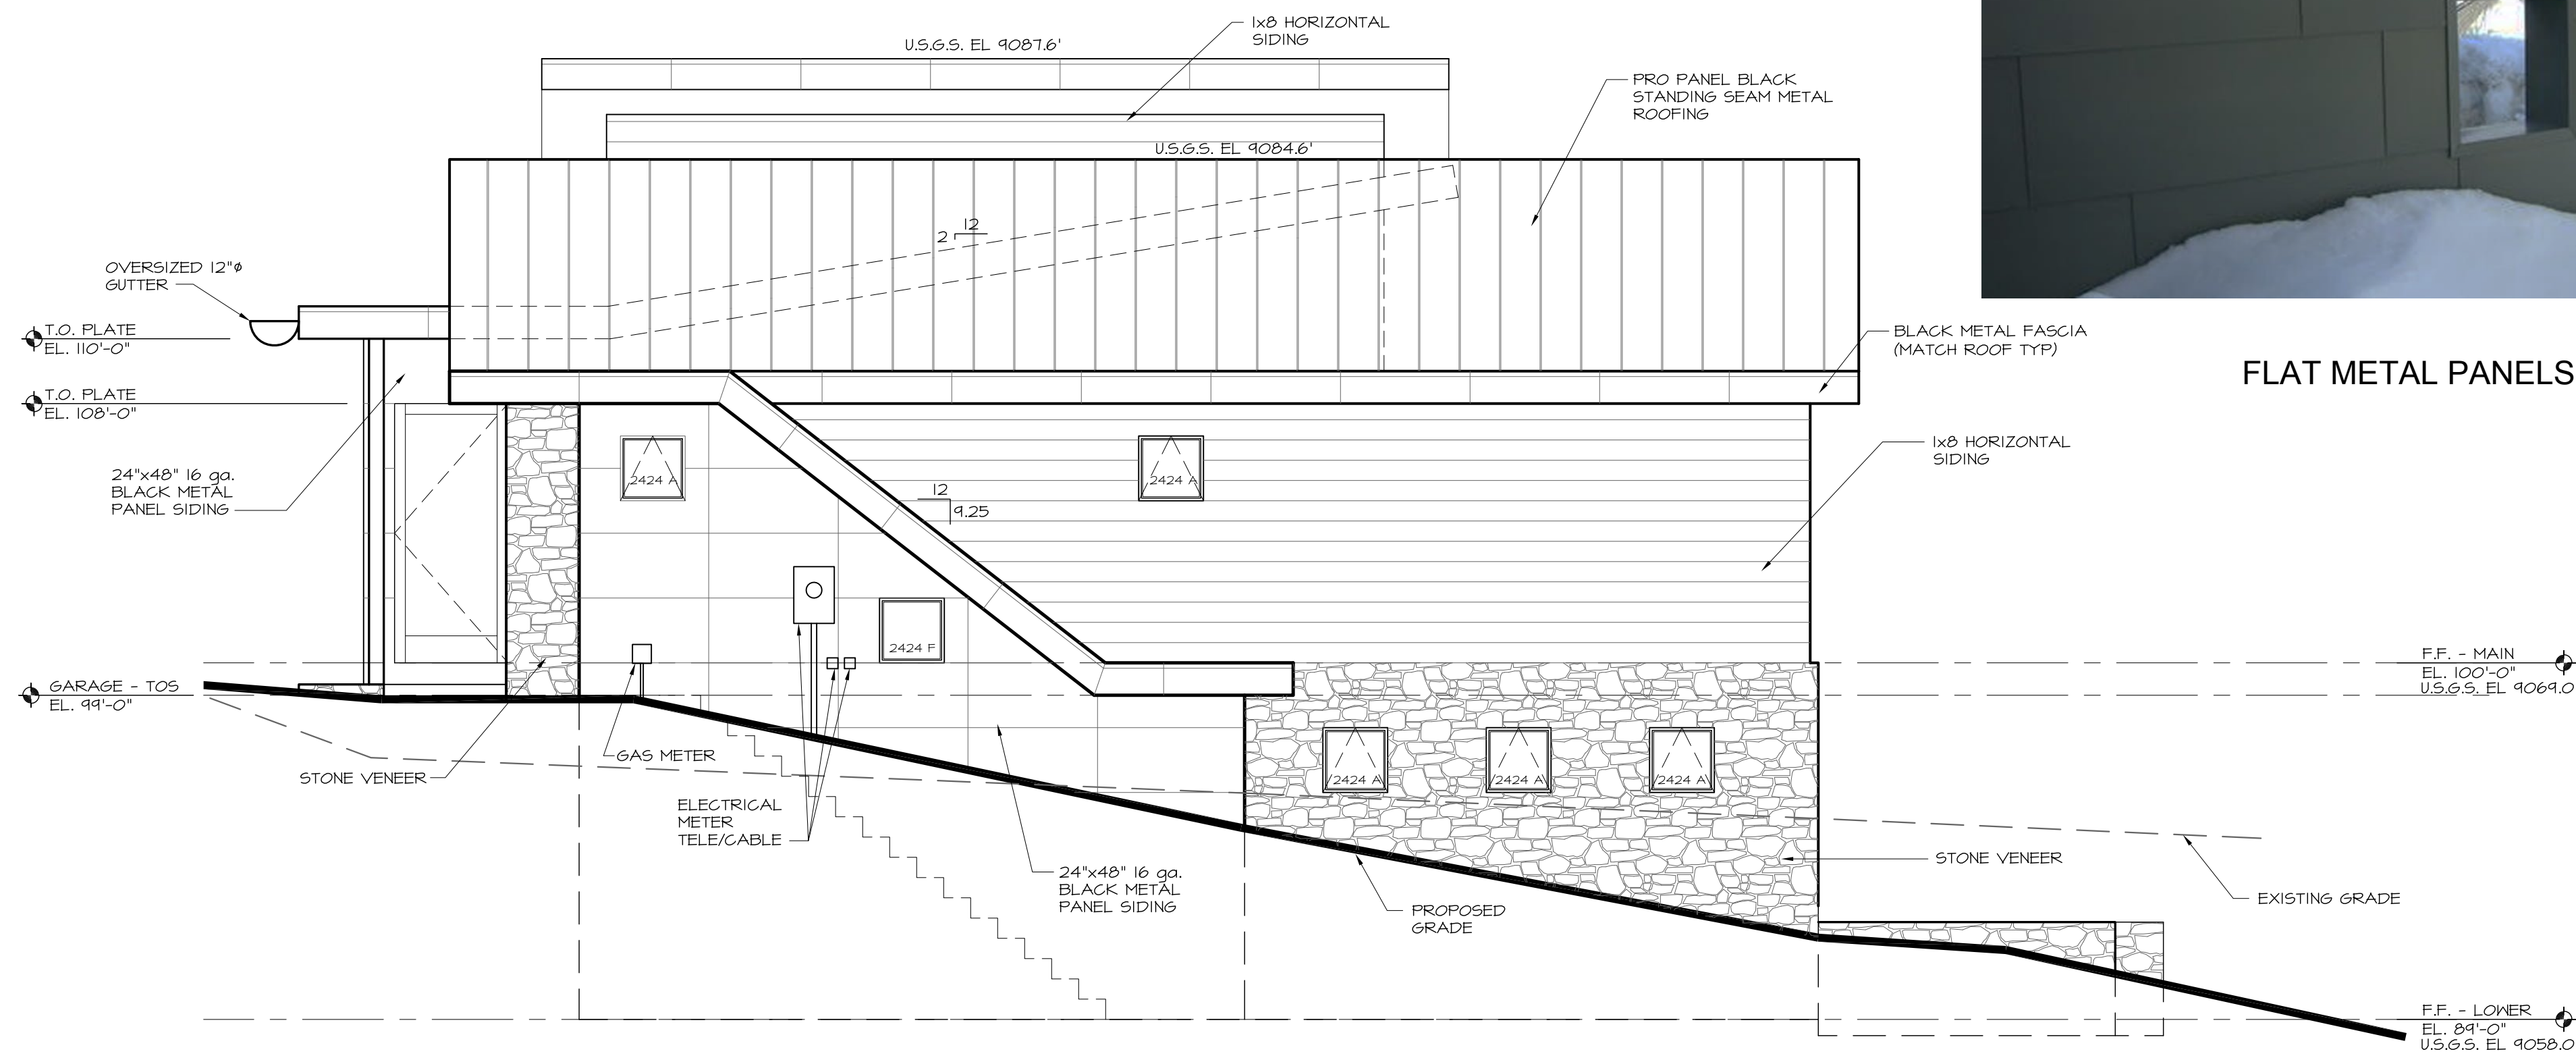 1x8 HORIZONTAL
SIDING
U.S.G.S. EL 9087.6'
PRO PANEL BLACK
STANDING SEAM METAL
ROOFING
U.S.G.S. EL 9084.6'
12
2
OVERSIZED 12"ø
GUTTER
T.O. PLATE
EL. 110'-0"
BLACK METAL FASCIA
(MATCH ROOF TYP)
FLAT METAL PANELS
T.O. PLATE
EL. 108'-0"
1x8 HORIZONTAL
SIDING
24"x48" 16 ga.
BLACK METAL
PANEL SIDING
2424 A
2424 A
12
9.25
2424 F
F.F. - MAIN
EL. 100'-0"
U.S.G.S. EL 9069.0
GARAGE - TOS
EL. 99'-0"
GAS METER
STONE VENEER
2424 A
2424 A
2424 A
ELECTRICAL
METER
TELE/CABLE
STONE VENEER
24"x48" 16 ga.
BLACK METAL
PANEL SIDING
PROPOSED
GRADE
EXISTING GRADE
F.F. - LOWER
EL. 89'-0"
U.S.G.S. EL 9058.0